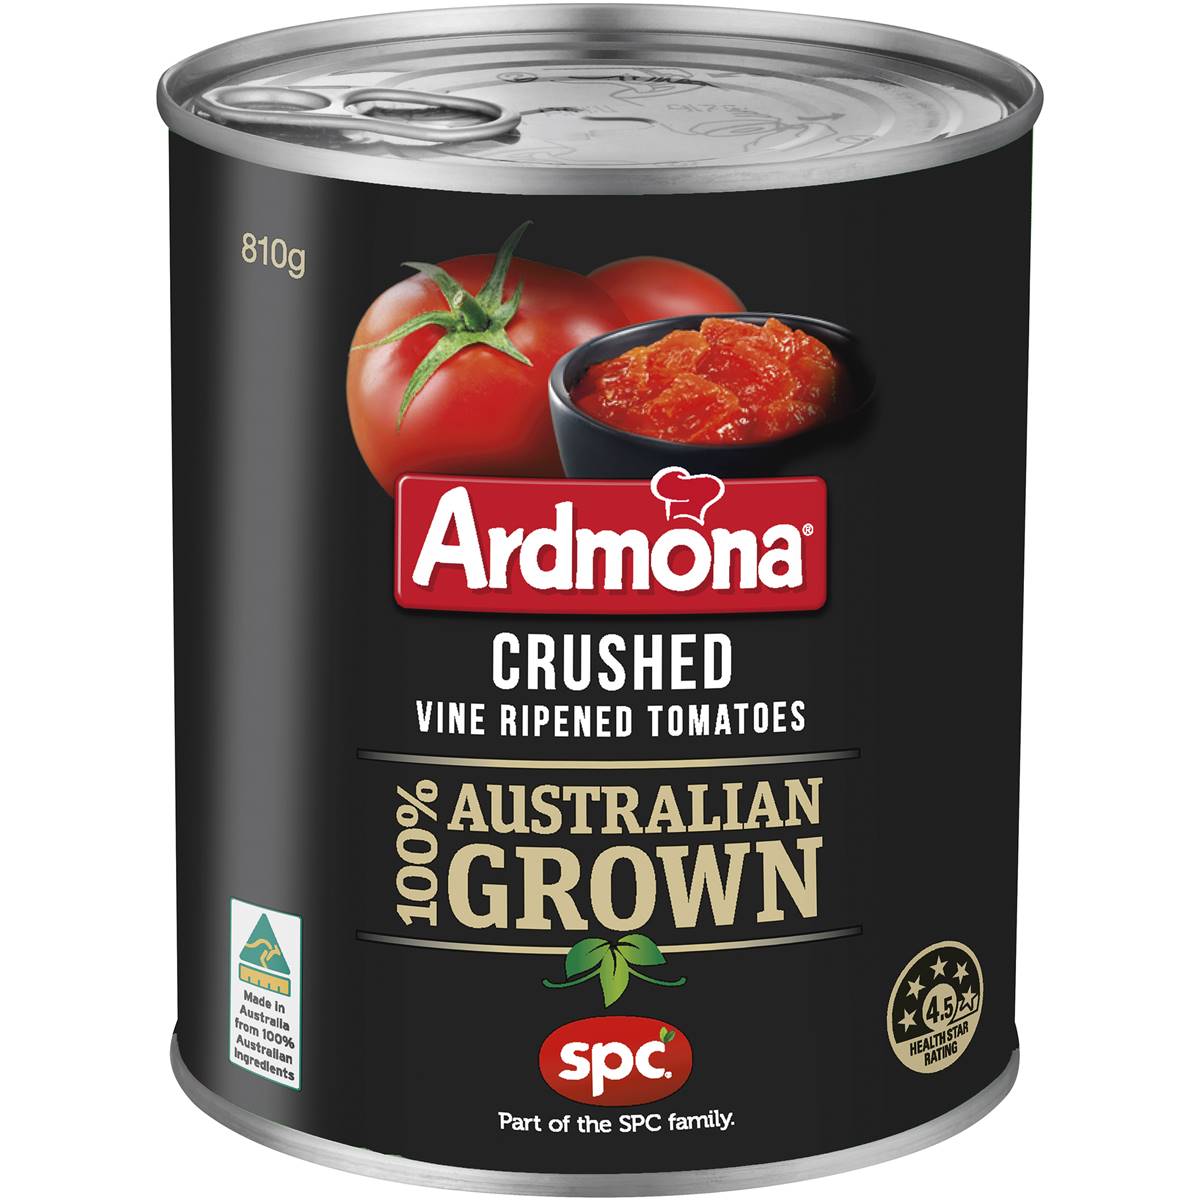 810g
Ardmona®
CRUSHED
VINE RIPENED TOMATOES
100%
AUSTRALIAN
GROWN
Made in
Australia
from 100%
Australian
Ingredients
4.5
HEALTH STAR
RATING
spc
Part of the SPC family.